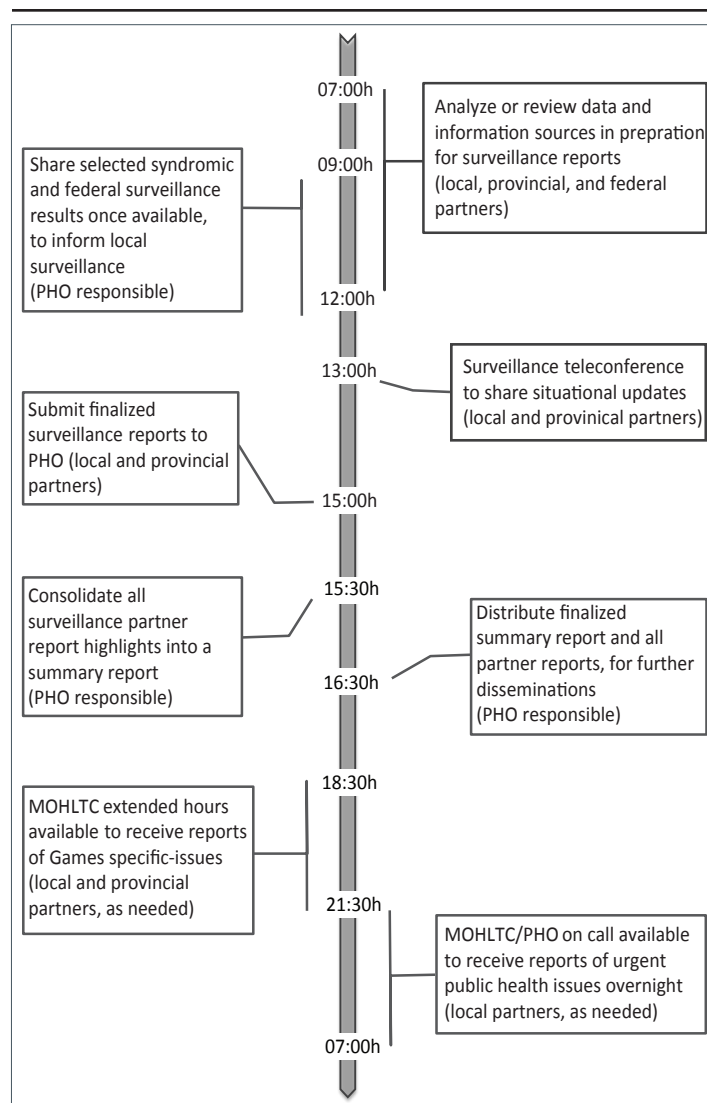 07:00h
Analyze or review data and
information sources in prepration
for surveillance reports
(local, provincial, and federal
partners)
Share selected syndromic
and federal surveillance
results once available,
to inform local
surveillance
(PHO responsible)
09:00h
12:00h
13:00h
Surveillance teleconference
to share situational updates
(local and provinical partners)
Submit finalized
surveillance reports to
PHO (local and provincial
partners)
15:00h
15:30h
Consolidate all
surveillance partner
report highlights into a
summary report
(PHO responsible)
Distribute finalized
summary report and all
partner reports, for further
disseminations
(PHO responsible)
16:30h
18:30h
MOHLTC extended hours
available to receive reports
of Games specific-issues
(local and provincial
partners, as needed)
21:30h
MOHLTC/PHO on call available
to receive reports of urgent
public health issues overnight
(local partners, as needed)
07:00h